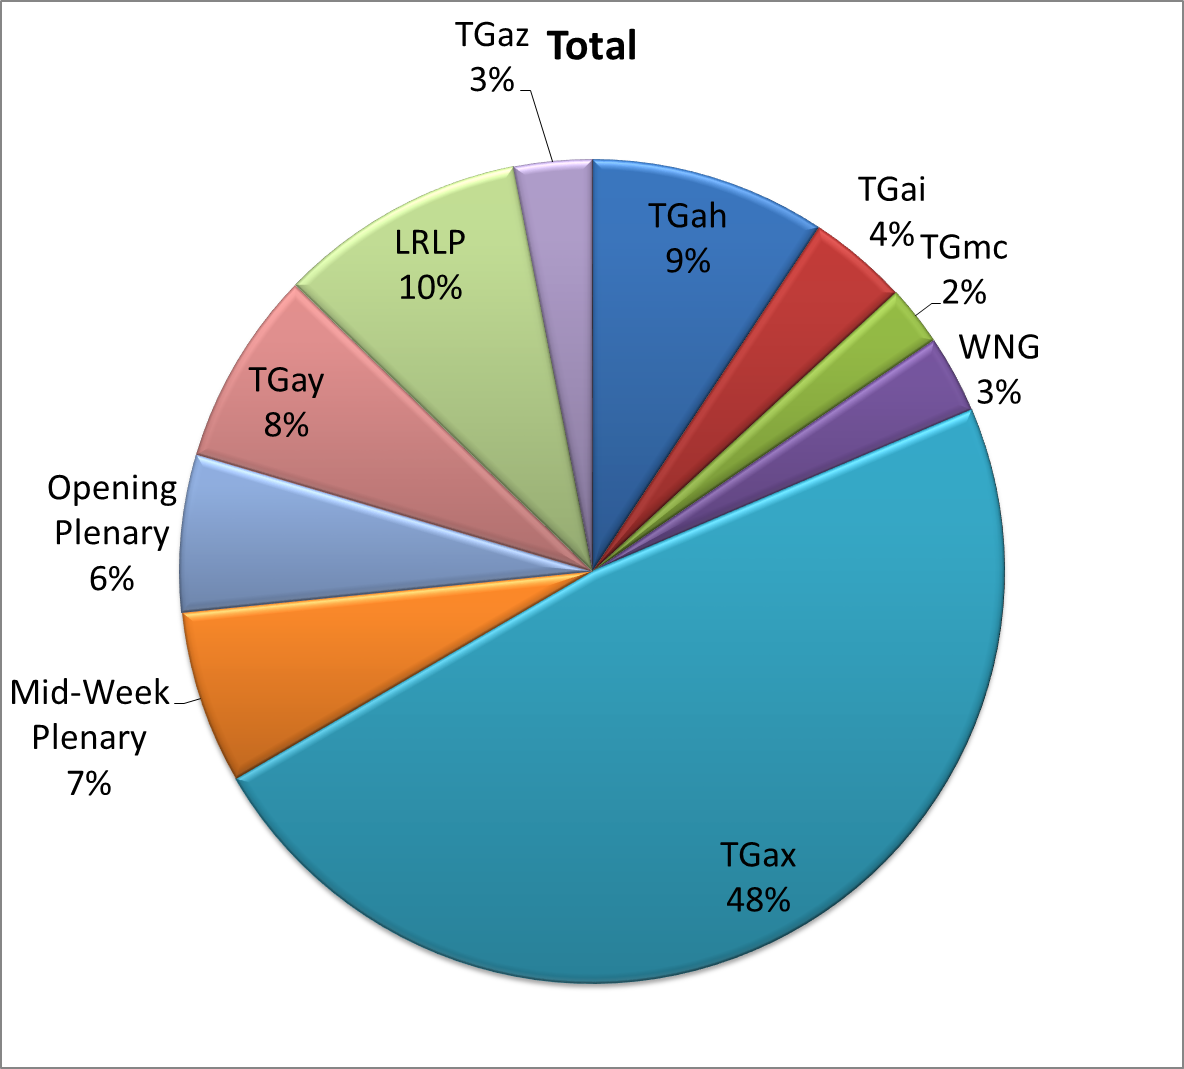 Total
TGaz
3%
TGah
9%
TGai
4%
TGmc
2%
WNG
3%
TGax
48%
Mid-Week
Plenary
7%
Opening
Plenary
6%
TGay
8%
LRLP
10%